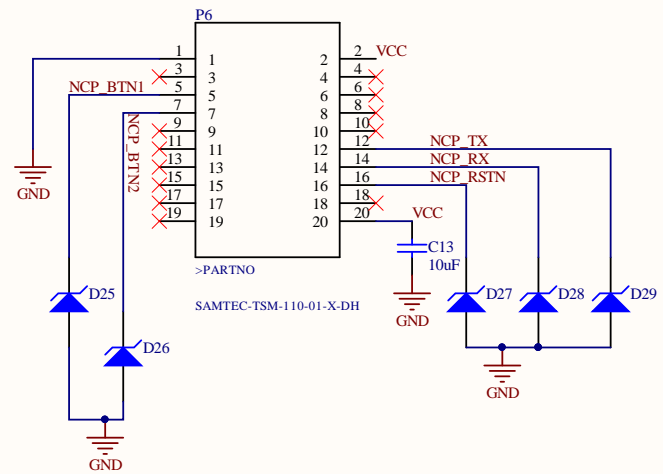 P6
1 1 2 2 VCC
3 3 4 4
NCP_BTN1 5 5 6 6
7 7 8 8
9 9 10 10
11 11 12 12 NCP_TX
13 13 14 14 NCP_RX
15 15 16 16 NCP_RSTN
17 17 18 18
19 19 20 20 VCC
NCP_BTN2
GND
C13
10uF
>PARTNO
SAMTEC-TSM-110-01-X-DH
GND
D25
D26
D27
D28
D29
GND
GND